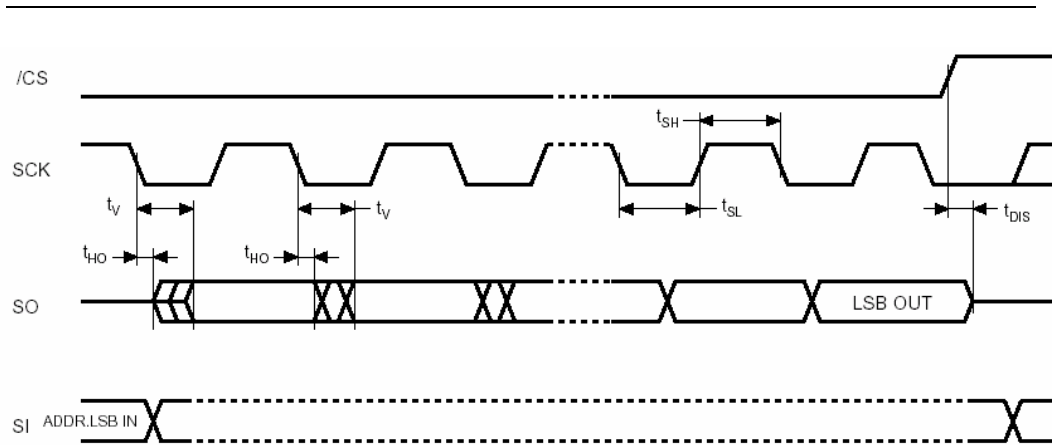 /CS
tSH
SCK
tV
tV
tSL
tDIS
tHO
tHO
SO
LSB OUT
SI
ADDR.LSB IN